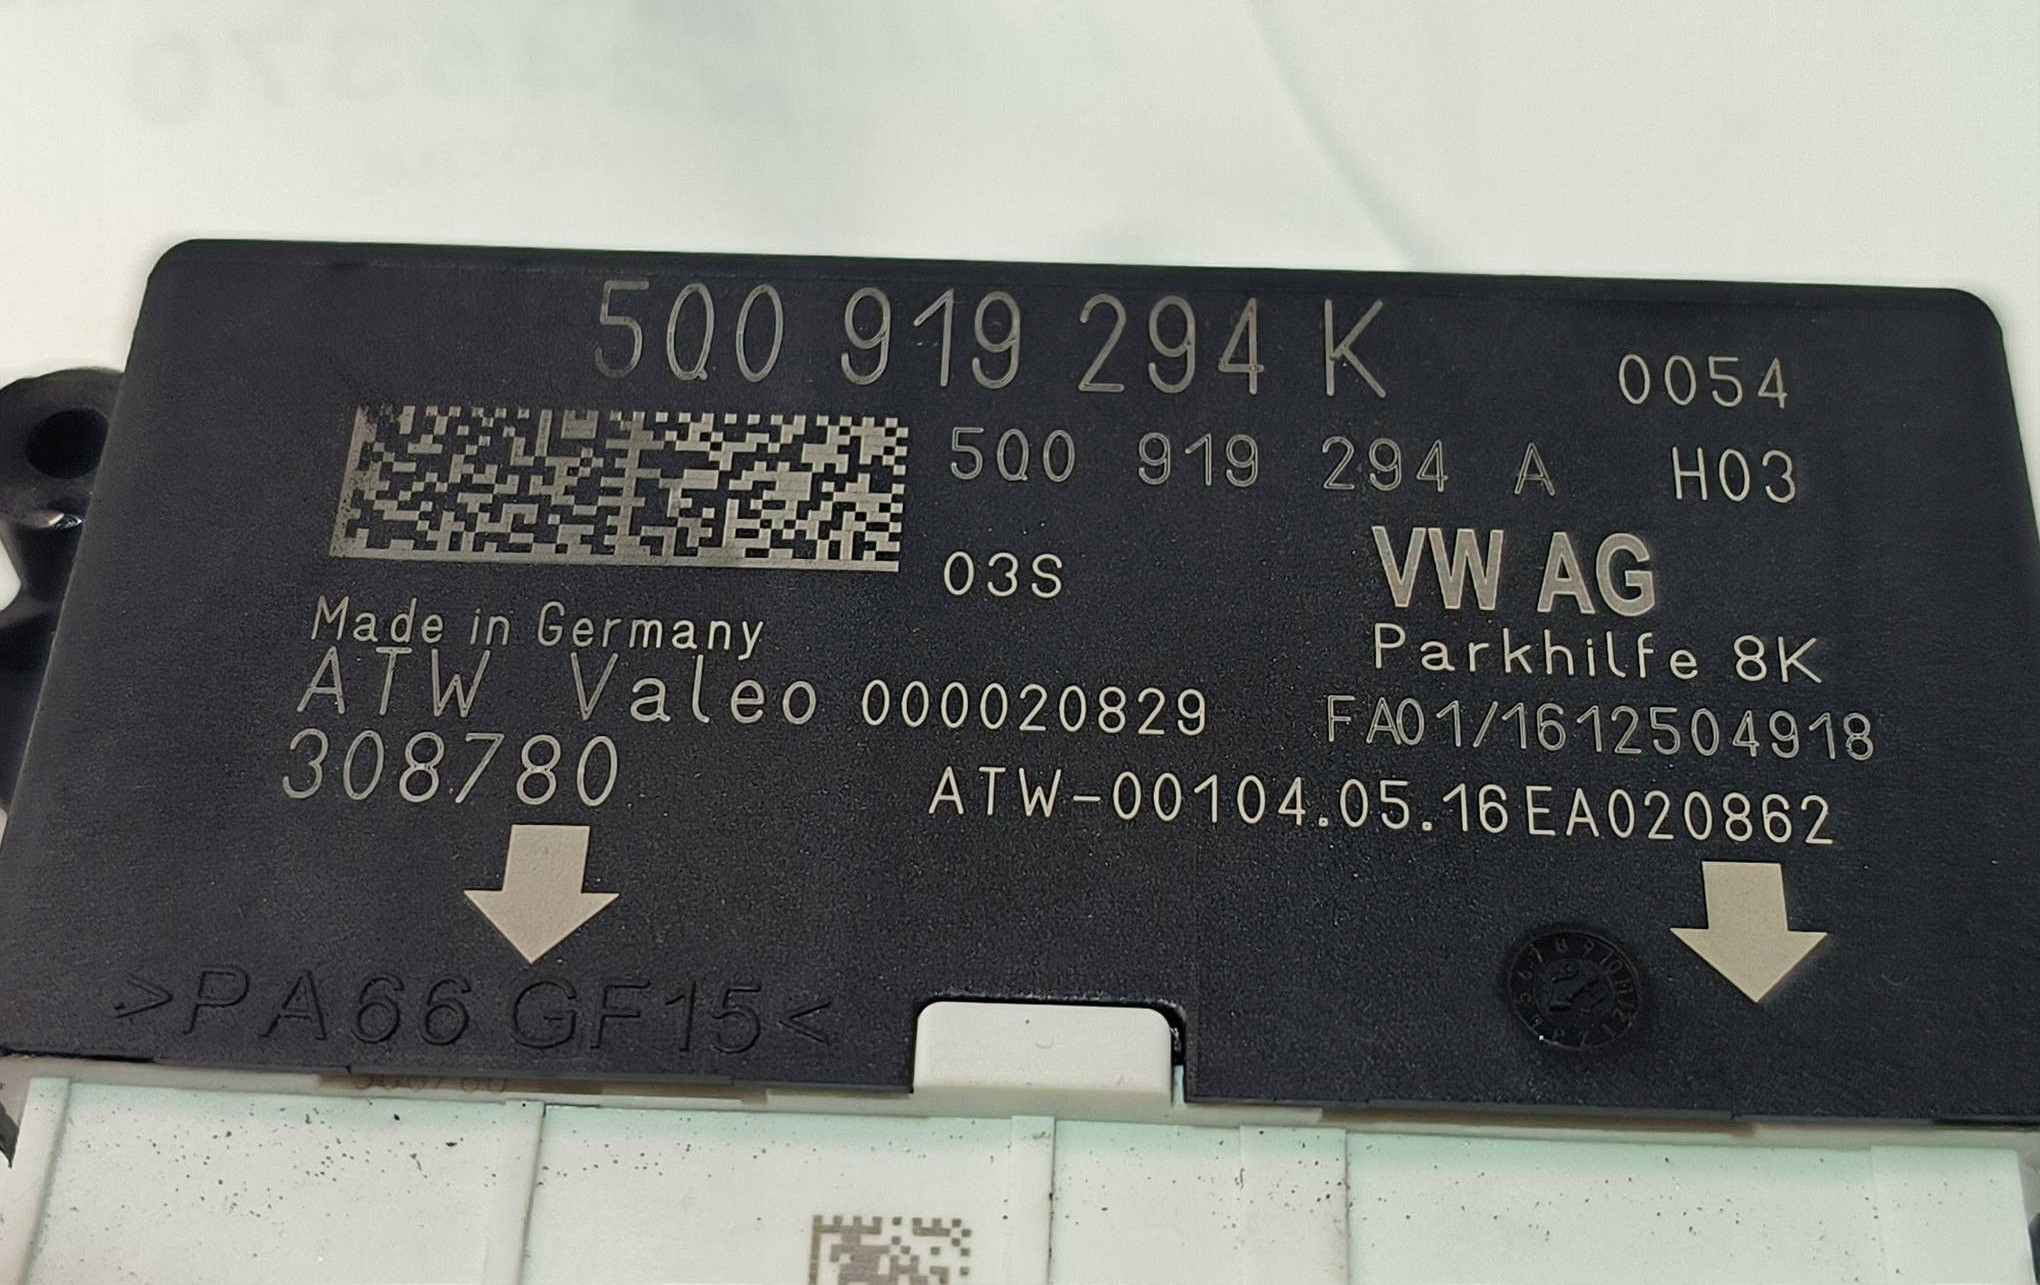 5Q0 919 294 K 0054
5Q0 919 294 A H03
03S VW AG
Made in Germany Parkhilfe 8K
ATW Valeo 000020829 FA01/1612504918
308780 ATW-00104.05.16EA020862
>PA66 GF15<